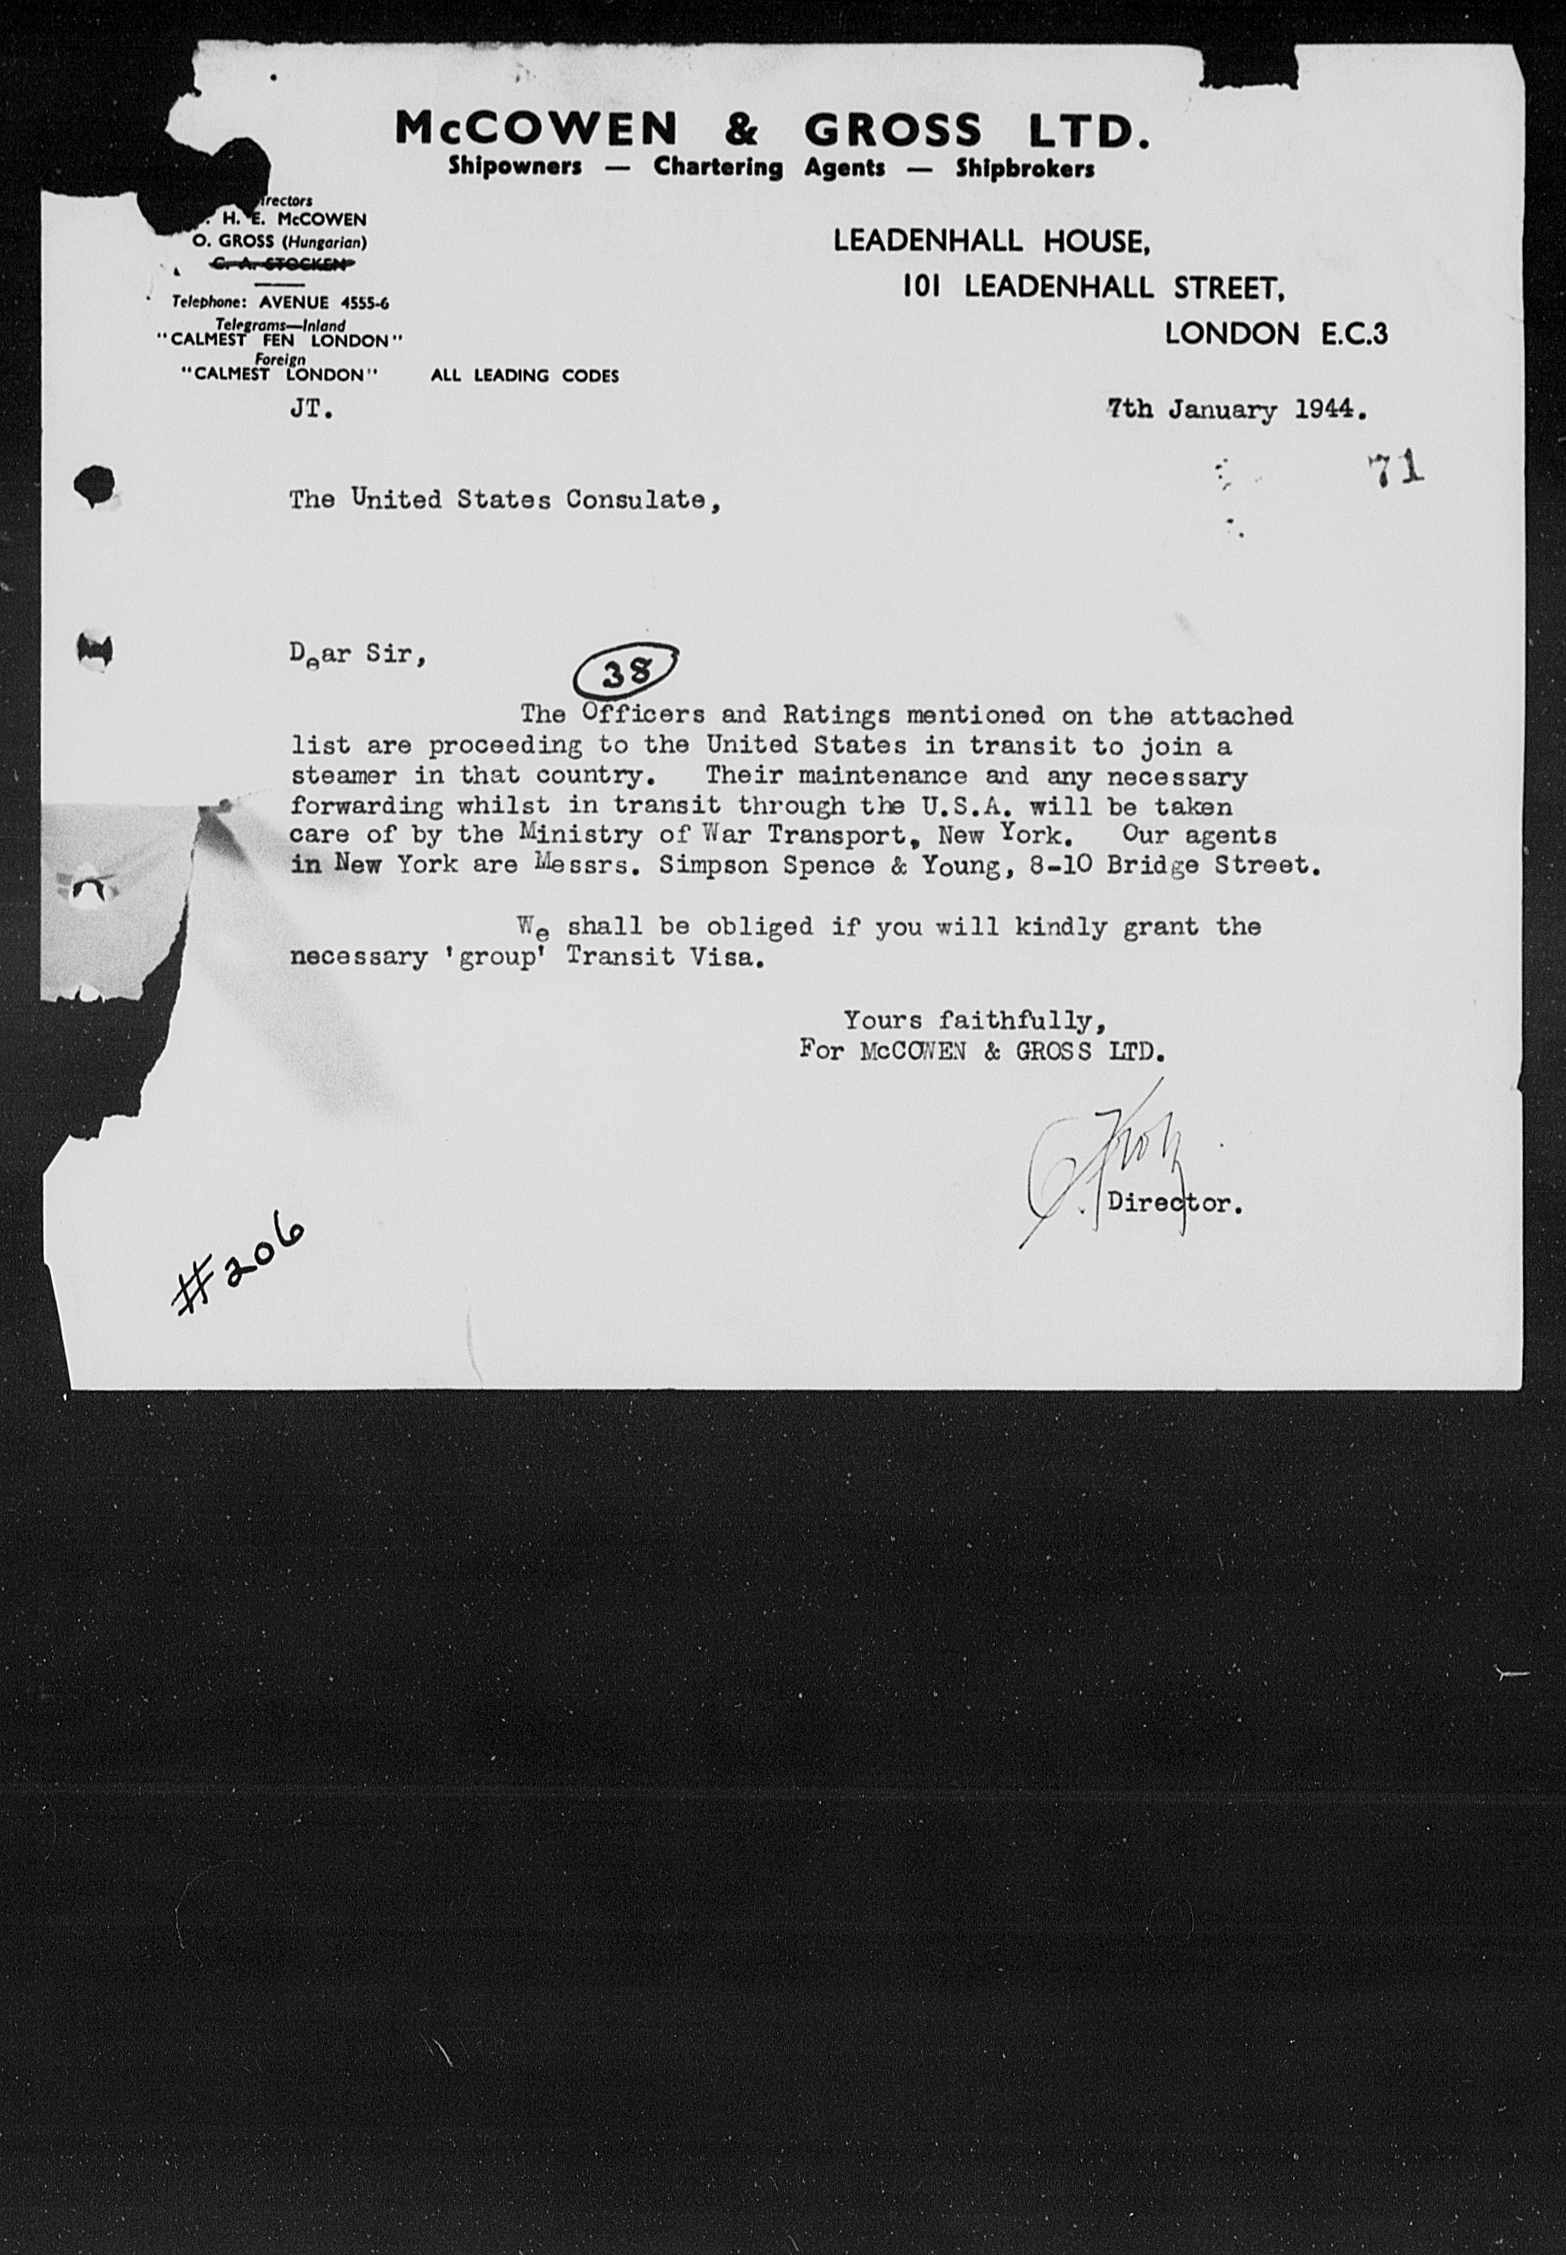 McCOWEN & GROSS LTD.
Shipowners — Chartering Agents — Shipbrokers
rectors
. H. E. McCOWEN
O. GROSS (Hungarian)
C. A. STOCKEN
Telephone: AVENUE 4555-6
Telegrams—Inland
"CALMEST FEN LONDON"
Foreign
"CALMEST LONDON" ALL LEADING CODES
LEADENHALL HOUSE,
101 LEADENHALL STREET,
LONDON E.C.3
JT.
7th January 1944.
71
The United States Consulate,
Dear Sir,
38
The Officers and Ratings mentioned on the attached
list are proceeding to the United States in transit to join a
steamer in that country. Their maintenance and any necessary
forwarding whilst in transit through the U.S.A. will be taken
care of by the Ministry of War Transport, New York. Our agents
in New York are Messrs. Simpson Spence & Young, 8-10 Bridge Street.
We shall be obliged if you will kindly grant the
necessary 'group' Transit Visa.
Yours faithfully,
For McCOWEN & GROSS LTD.
Director.
#206